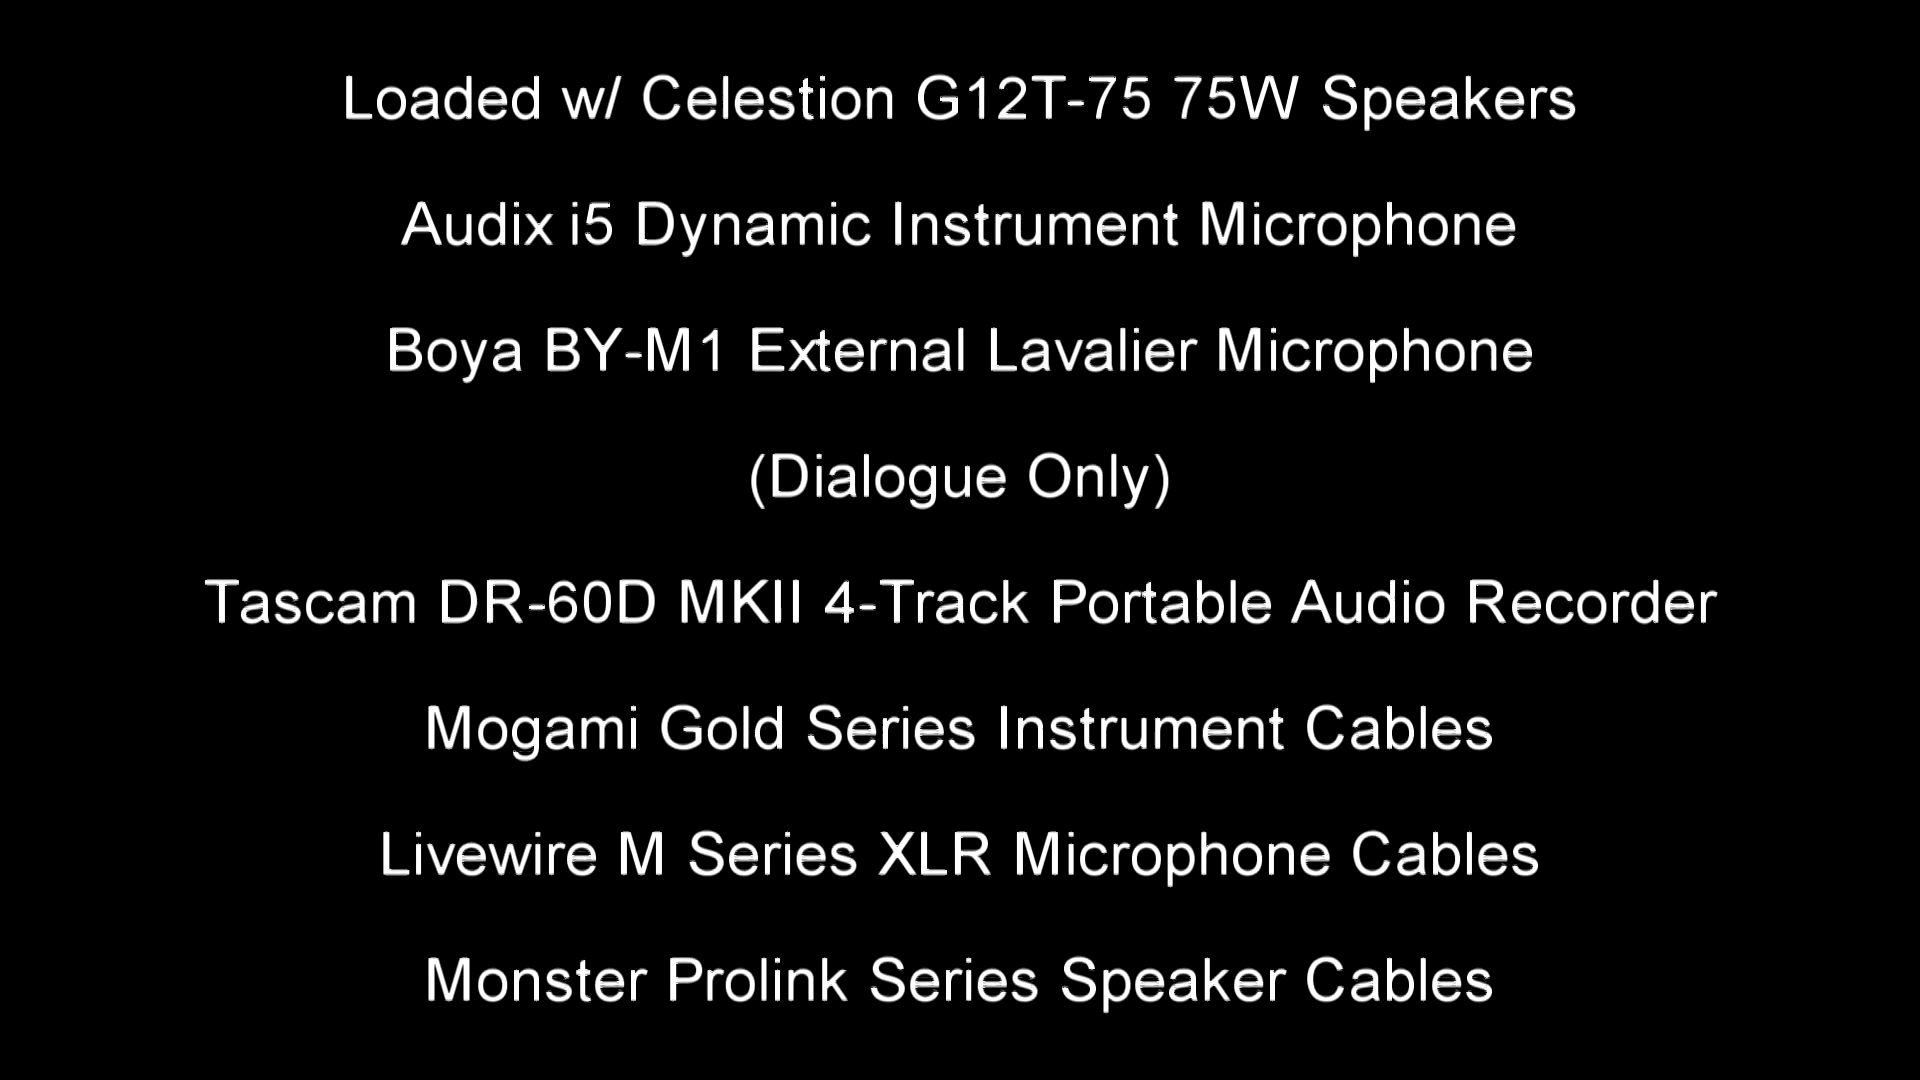 Loaded w/ Celestion G12T-75 75W Speakers
Audix i5 Dynamic Instrument Microphone
Boya BY-M1 External Lavalier Microphone
(Dialogue Only)
Tascam DR-60D MKII 4-Track Portable Audio Recorder
Mogami Gold Series Instrument Cables
Livewire M Series XLR Microphone Cables
Monster Prolink Series Speaker Cables